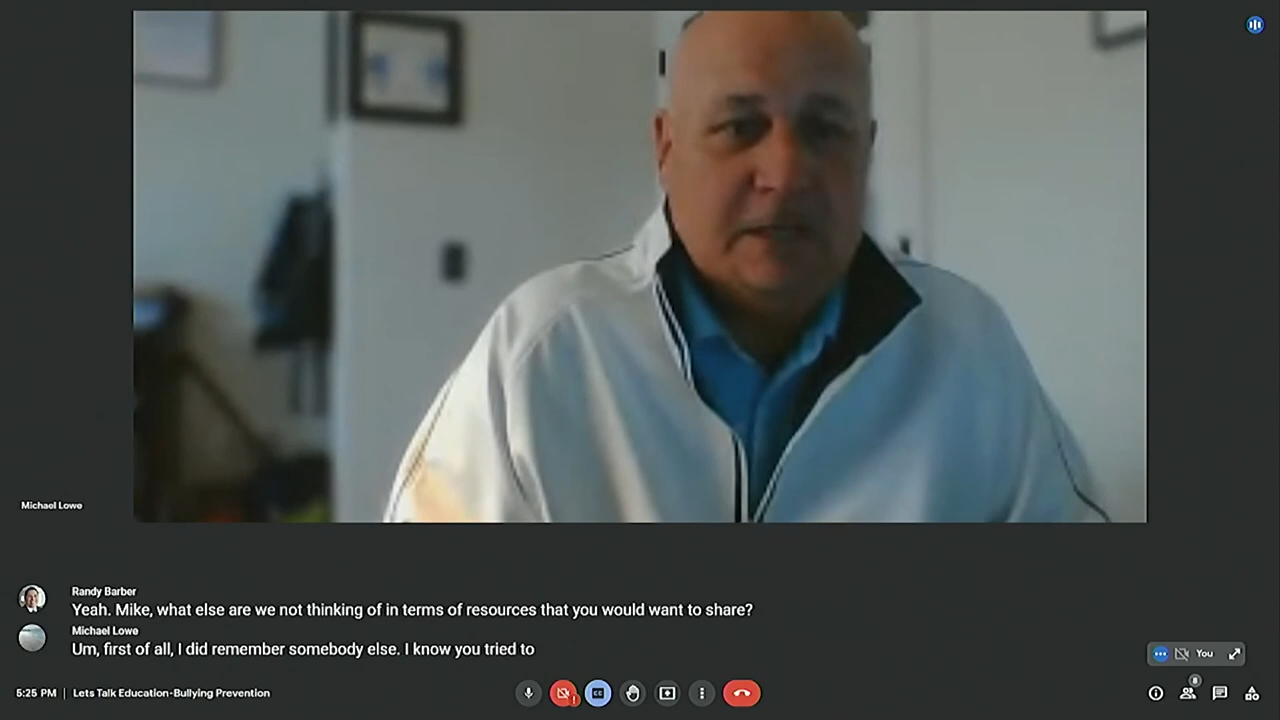 Michael Lowe
Randy Barber
Yeah. Mike, what else are we not thinking of in terms of resources that you would want to share?
Michael Lowe
Um, first of all, I did remember somebody else. I know you tried to
You
5:25 PM | Lets Talk Education-Bullying Prevention
CC
8